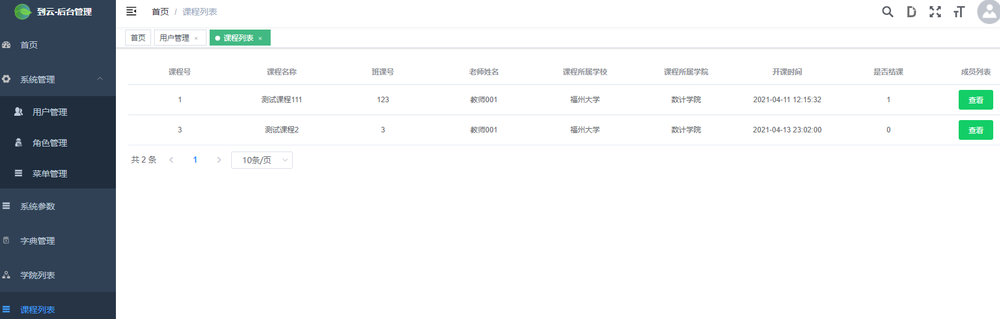 到云-后台管理
首页
系统管理
用户管理
角色管理
菜单管理
系统参数
字典管理
学院列表
课程列表
首页 / 课程列表
首页 用户管理 × 课程列表 ×
课程号 课程名称 班课号 老师姓名 课程所属学校 课程所属学院 开课时间 是否结课 成员列表
1 测试课程111 123 教师001 福州大学 数计学院 2021-04-11 12:15:32 1 查看
3 测试课程2 3 教师001 福州大学 数计学院 2021-04-13 23:02:00 0 查看
共 2 条 1 10条/页